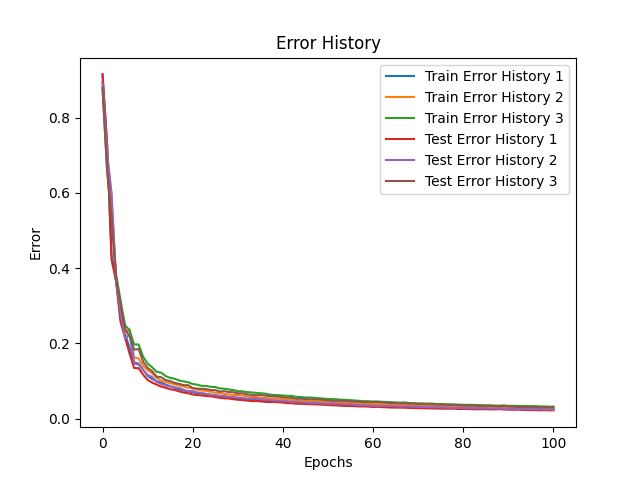 Error History
Train Error History 1
Train Error History 2
Train Error History 3
Test Error History 1
Test Error History 2
Test Error History 3
Error
0.8
0.6
0.4
0.2
0.0
0 20 40 60 80 100
Epochs